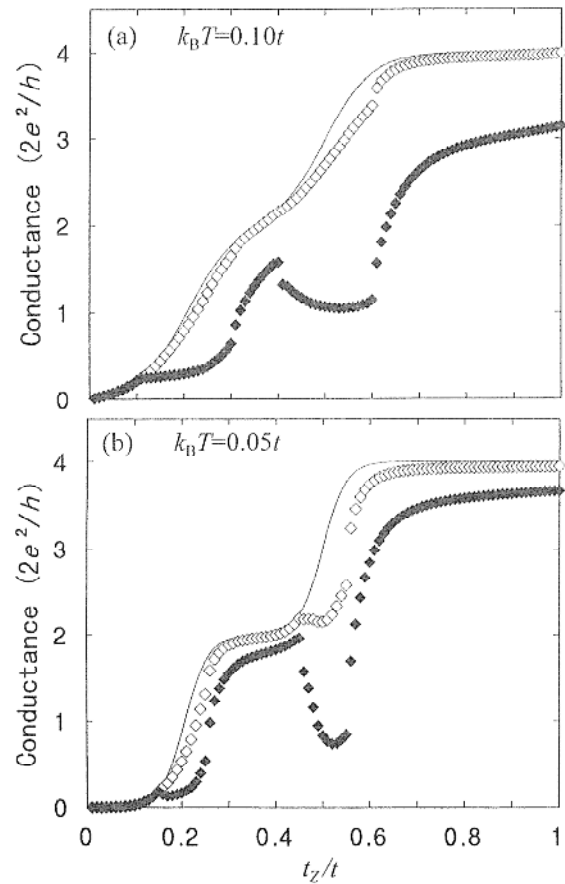 (a) k_BT=0.10t
Conductance (2e²/h)
4
3
2
1
0
(b) k_BT=0.05t
Conductance (2e²/h)
4
3
2
1
0
0 0.2 0.4 0.6 0.8 1
t_Z/t